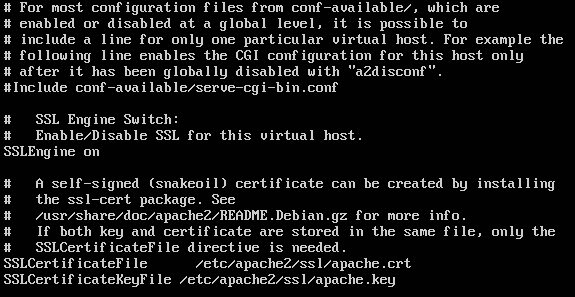 # For most configuration files from conf-available/, which are
# enabled or disabled at a global level, it is possible to
# include a line for only one particular virtual host. For example the
# following line enables the CGI configuration for this host only
# after it has been globally disabled with "a2disconf".
#Include conf-available/serve-cgi-bin.conf
#   SSL Engine Switch:
#   Enable/Disable SSL for this virtual host.
SSLEngine on
#   A self-signed (snakeoil) certificate can be created by installing
#   the ssl-cert package. See
#   /usr/share/doc/apache2/README.Debian.gz for more info.
#   If both key and certificate are stored in the same file, only the
#   SSLCertificateFile directive is needed.
SSLCertificateFile      /etc/apache2/ssl/apache.crt
SSLCertificateKeyFile /etc/apache2/ssl/apache.key